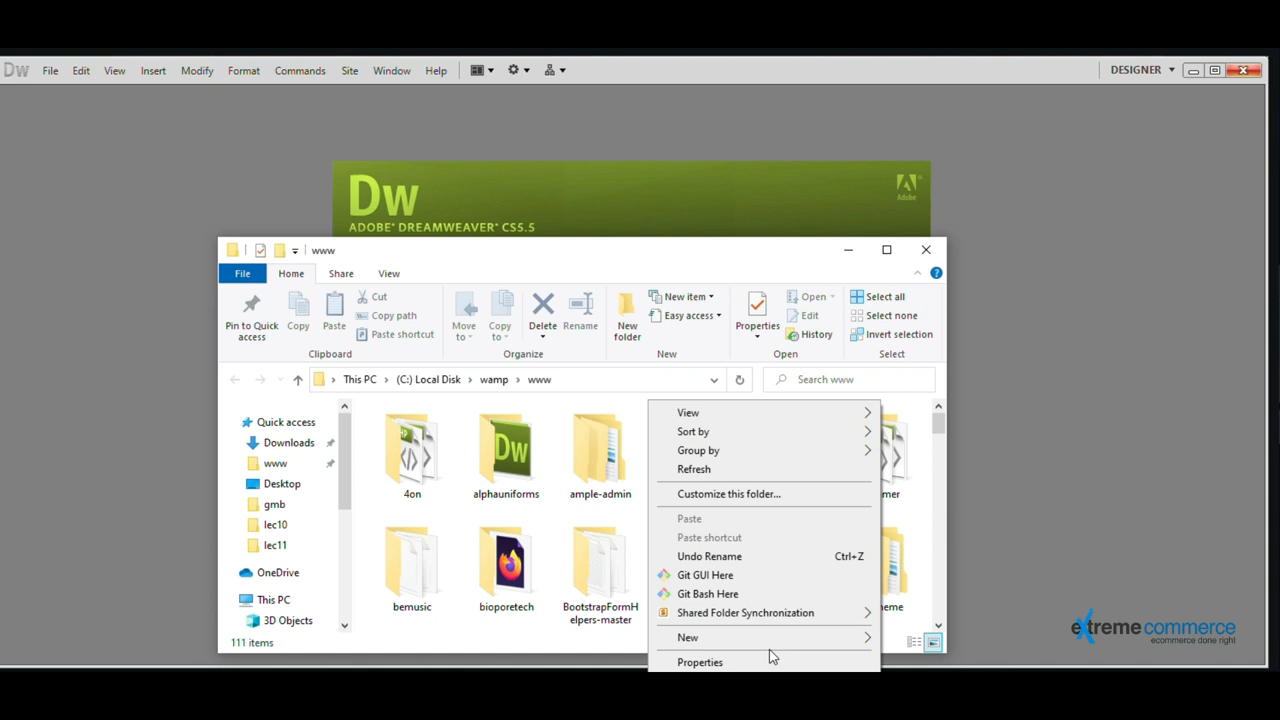 Dw File Edit View Insert Modify Format Commands Site Window Help DESIGNER
Dw
Adobe
ADOBE® DREAMWEAVER® CS5.5
www
File Home Share View
Pin to Quick access
Copy
Paste
Cut
Copy path
Paste shortcut
Clipboard
Move to
Copy to
Delete
Rename
Organize
New folder
New item
Easy access
New
Properties
Open
Edit
History
Open
Select all
Select none
Invert selection
Select
This PC (C:) Local Disk wamp www
Search www
Quick access
Downloads
www
Desktop
gmb
lec10
lec11
OneDrive
This PC
3D Objects
4on
alphauniforms
Dw
ample-admin
mer
bemusic
bioporetech
BootstrapFormH
elpers-master
eme
View
Sort by
Group by
Refresh
Customize this folder...
Paste
Paste shortcut
Undo Rename Ctrl+Z
Git GUI Here
Git Bash Here
Shared Folder Synchronization
New
Properties
111 items
extreme commerce
ecommerce done right